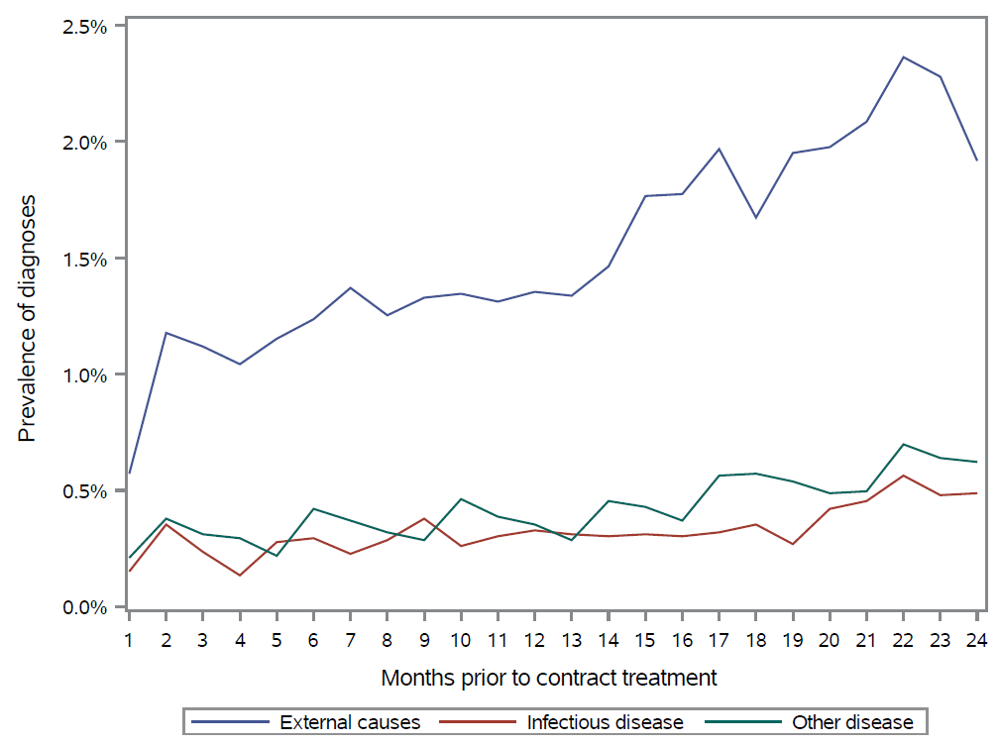 Prevalence of diagnoses
2.5%
2.0%
1.5%
1.0%
0.5%
0.0%
1 2 3 4 5 6 7 8 9 10 11 12 13 14 15 16 17 18 19 20 21 22 23 24
Months prior to contract treatment
External causes Infectious disease Other disease